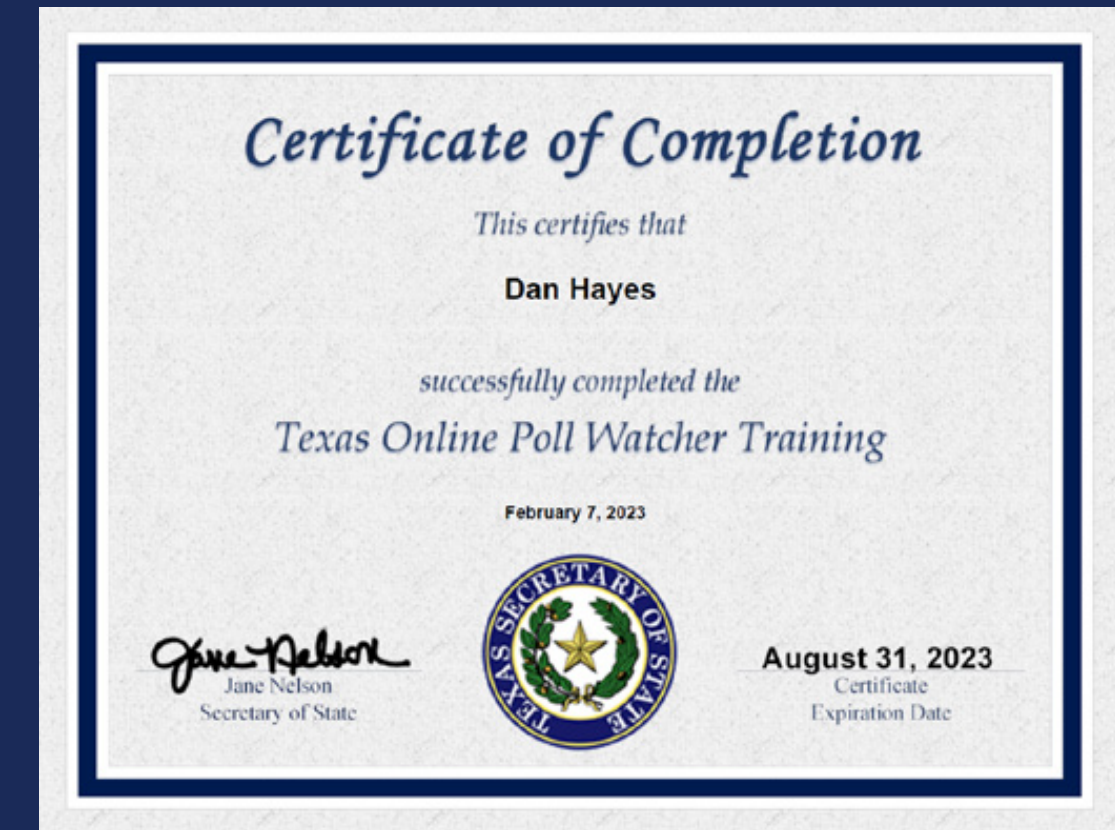 Certificate of Completion
This certifies that
Dan Hayes
successfully completed the
Texas Online Poll Watcher Training
February 7, 2023
TEXAS SECRETARY OF STATE
Jane Nelson
Jane Nelson
Secretary of State
August 31, 2023
Certificate
Expiration Date